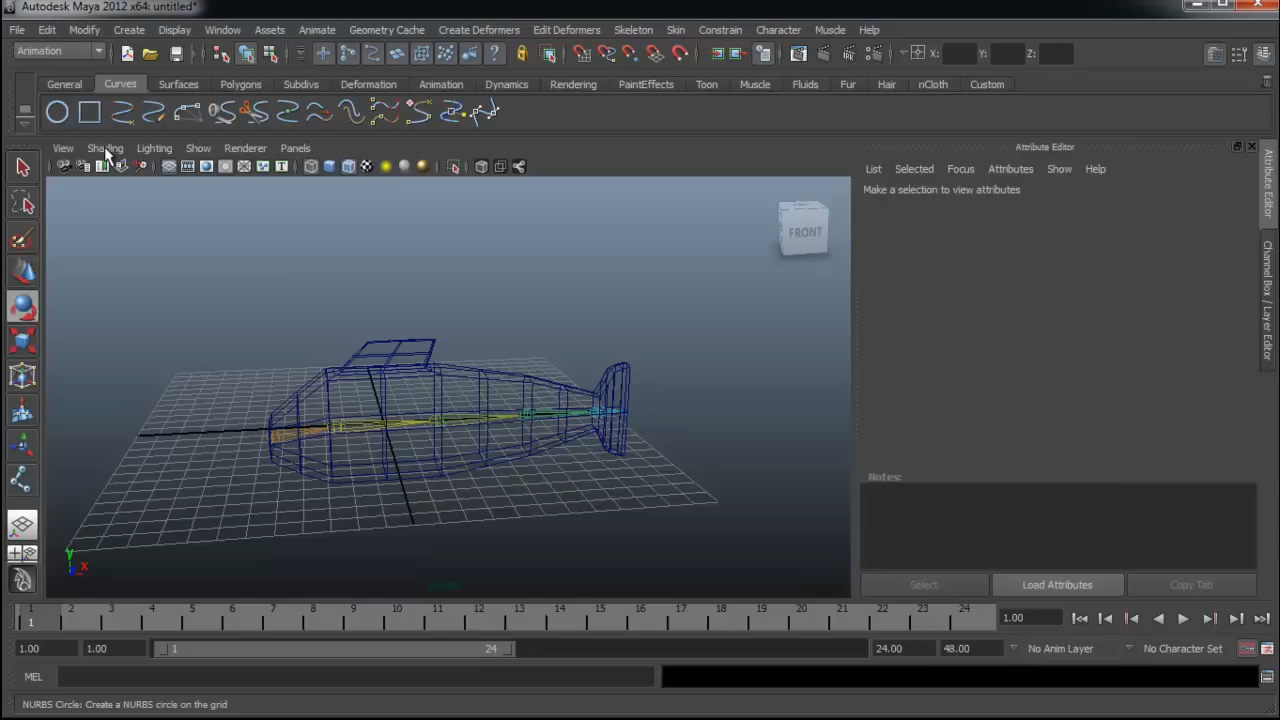 Autodesk Maya 2012 x64: untitled*
File Edit Modify Create Display Window Assets Animate Geometry Cache Create Deformers Edit Deformers Skeleton Skin Constrain Character Muscle Help
Animation X: Y: Z:
General Curves Surfaces Polygons Subdivs Deformation Animation Dynamics Rendering PaintEffects Toon Muscle Fluids Fur Hair nCloth Custom
View Shading Lighting Show Renderer Panels
Attribute Editor
List Selected Focus Attributes Show Help
Make a selection to view attributes
Attribute Editor
Channel Box / Layer Editor
FRONT
y
x
Notes:
Select Load Attributes Copy Tab
1 2 3 4 5 6 7 8 9 10 11 12 13 14 15 16 17 18 19 20 21 22 23 24
1 1.00
1.00 1.00 1 24 24.00 48.00 No Anim Layer No Character Set
MEL
NURBS Circle: Create a NURBS circle on the grid